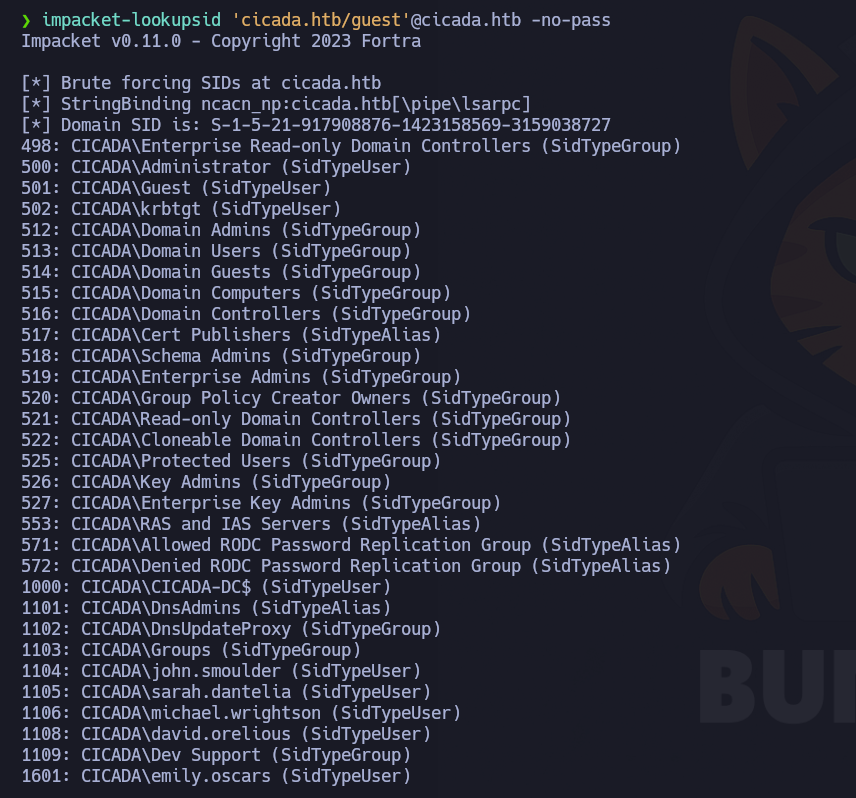 ❯ impacket-lookupsid 'cicada.htb/guest'@cicada.htb -no-pass
Impacket v0.11.0 - Copyright 2023 Fortra
[*] Brute forcing SIDs at cicada.htb
[*] StringBinding ncacn_np:cicada.htb[\pipe\lsarpc]
[*] Domain SID is: S-1-5-21-917908876-1423158569-3159038727
498: CICADA\Enterprise Read-only Domain Controllers (SidTypeGroup)
500: CICADA\Administrator (SidTypeUser)
501: CICADA\Guest (SidTypeUser)
502: CICADA\krbtgt (SidTypeUser)
512: CICADA\Domain Admins (SidTypeGroup)
513: CICADA\Domain Users (SidTypeGroup)
514: CICADA\Domain Guests (SidTypeGroup)
515: CICADA\Domain Computers (SidTypeGroup)
516: CICADA\Domain Controllers (SidTypeGroup)
517: CICADA\Cert Publishers (SidTypeAlias)
518: CICADA\Schema Admins (SidTypeGroup)
519: CICADA\Enterprise Admins (SidTypeGroup)
520: CICADA\Group Policy Creator Owners (SidTypeGroup)
521: CICADA\Read-only Domain Controllers (SidTypeGroup)
522: CICADA\Cloneable Domain Controllers (SidTypeGroup)
525: CICADA\Protected Users (SidTypeGroup)
526: CICADA\Key Admins (SidTypeGroup)
527: CICADA\Enterprise Key Admins (SidTypeGroup)
553: CICADA\RAS and IAS Servers (SidTypeAlias)
571: CICADA\Allowed RODC Password Replication Group (SidTypeAlias)
572: CICADA\Denied RODC Password Replication Group (SidTypeAlias)
1000: CICADA\CICADA-DC$ (SidTypeUser)
1101: CICADA\DnsAdmins (SidTypeAlias)
1102: CICADA\DnsUpdateProxy (SidTypeGroup)
1103: CICADA\Groups (SidTypeGroup)
1104: CICADA\john.smoulder (SidTypeUser)
1105: CICADA\sarah.dantelia (SidTypeUser)
1106: CICADA\michael.wrightson (SidTypeUser)
1108: CICADA\david.orelious (SidTypeUser)
1109: CICADA\Dev Support (SidTypeGroup)
1601: CICADA\emily.oscars (SidTypeUser)